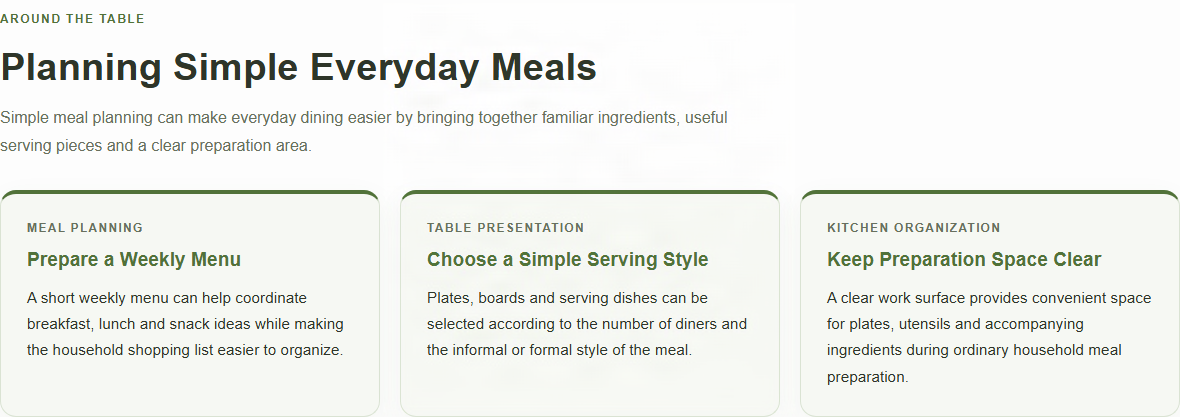 AROUND THE TABLE
Planning Simple Everyday Meals
Simple meal planning can make everyday dining easier by bringing together familiar ingredients, useful
serving pieces and a clear preparation area.
MEAL PLANNING
Prepare a Weekly Menu
A short weekly menu can help coordinate
breakfast, lunch and snack ideas while making
the household shopping list easier to organize.
TABLE PRESENTATION
Choose a Simple Serving Style
Plates, boards and serving dishes can be
selected according to the number of diners and
the informal or formal style of the meal.
KITCHEN ORGANIZATION
Keep Preparation Space Clear
A clear work surface provides convenient space
for plates, utensils and accompanying
ingredients during ordinary household meal
preparation.